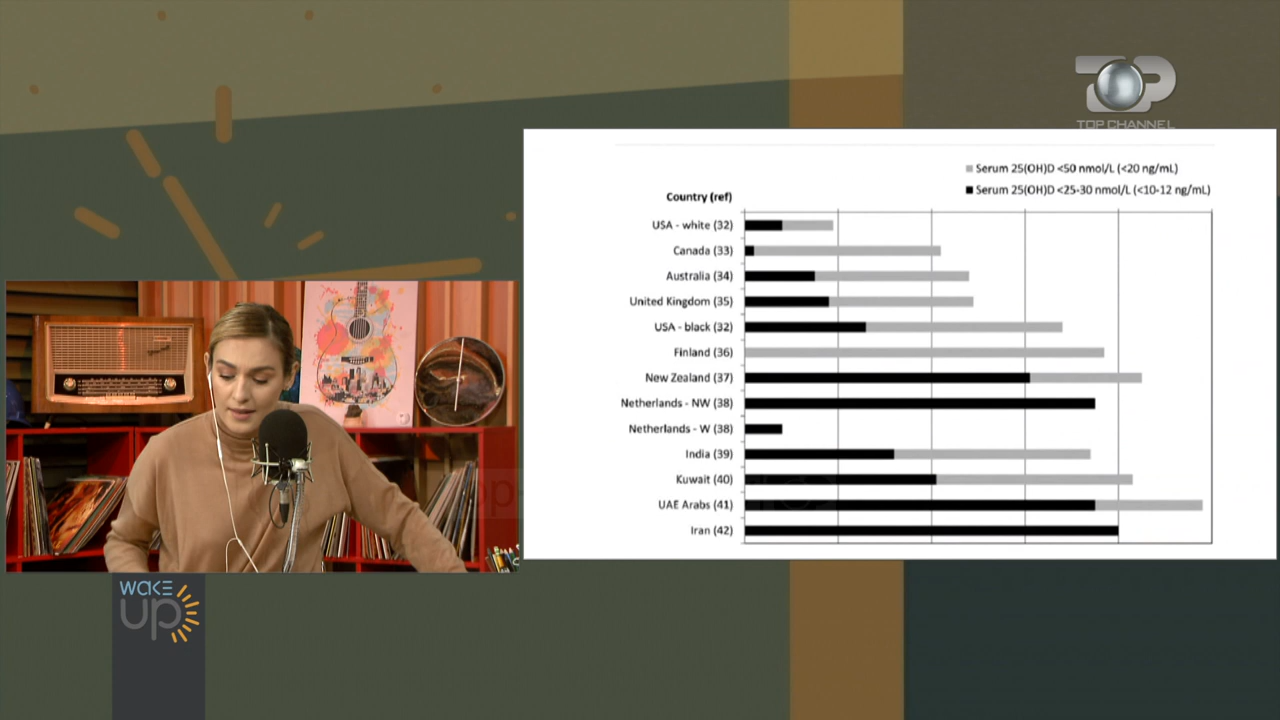 TOP CHANNEL
Serum 25(OH)D <50 nmol/L (<20 ng/mL)
Serum 25(OH)D <25-30 nmol/L (<10-12 ng/mL)
Country (ref)
USA - white (32)
Canada (33)
Australia (34)
United Kingdom (35)
USA - black (32)
Finland (36)
New Zealand (37)
Netherlands - NW (38)
Netherlands - W (38)
India (39)
Kuwait (40)
UAE Arabs (41)
Iran (42)
WAKE
up